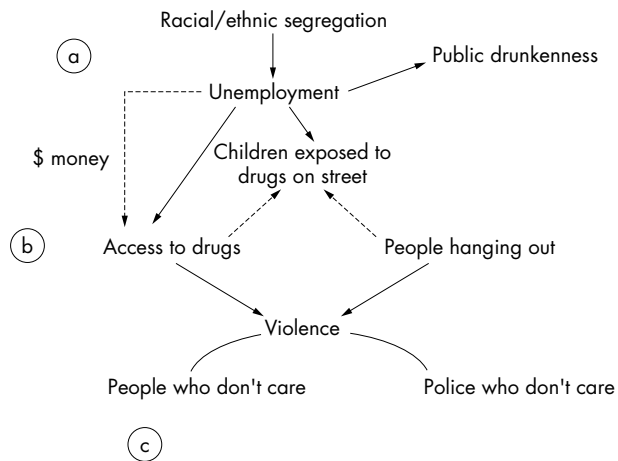 Racial/ethnic segregation
a
Public drunkenness
Unemployment
Children exposed to
drugs on street
$ money
b
Access to drugs
People hanging out
Violence
People who don't care
Police who don't care
c